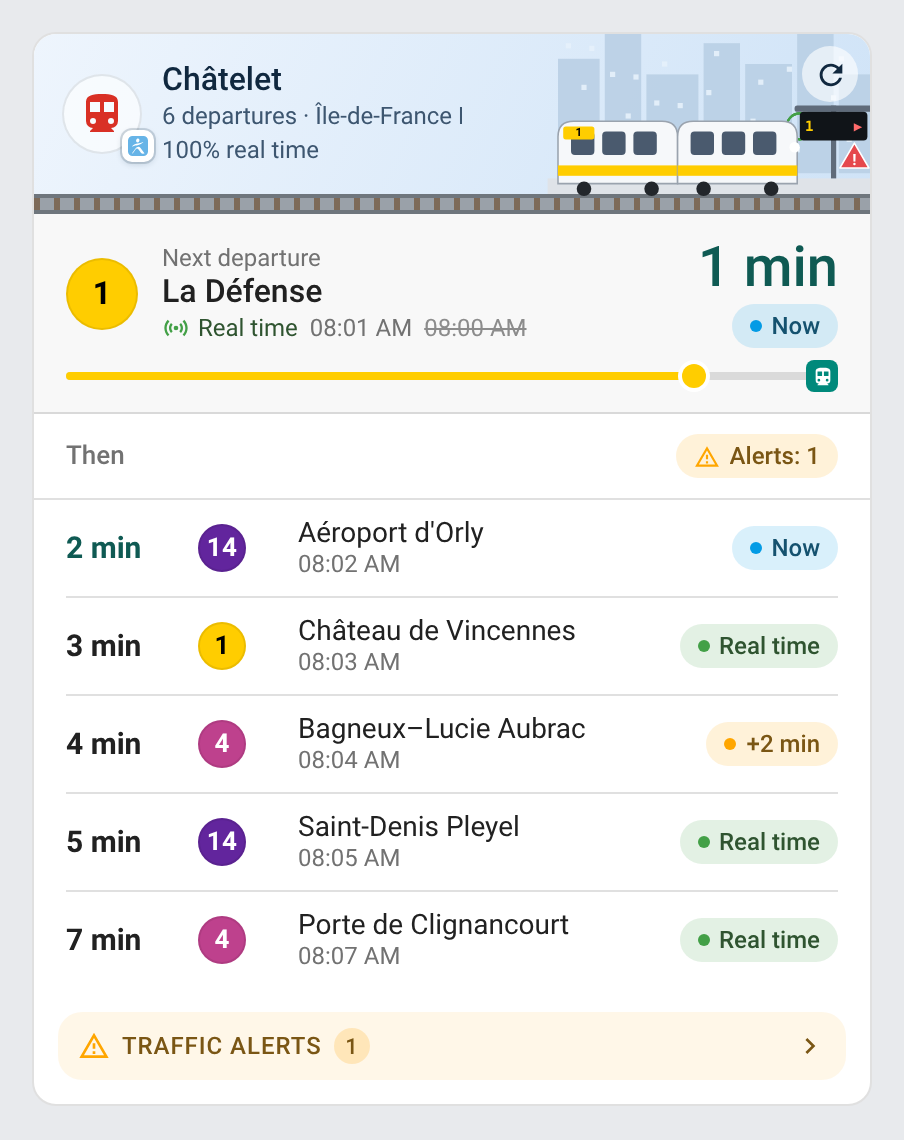 Châtelet
6 departures · Île-de-France
100% real time
1
1
1
Next departure
La Défense
Real time 08:01 AM 08:00 AM
1 min
Now
Then
Alerts: 1
2 min 14 Aéroport d'Orly Now
08:02 AM
3 min 1 Château de Vincennes Real time
08:03 AM
4 min 4 Bagneux–Lucie Aubrac +2 min
08:04 AM
5 min 14 Saint-Denis Pleyel Real time
08:05 AM
7 min 4 Porte de Clignancourt Real time
08:07 AM
TRAFFIC ALERTS 1